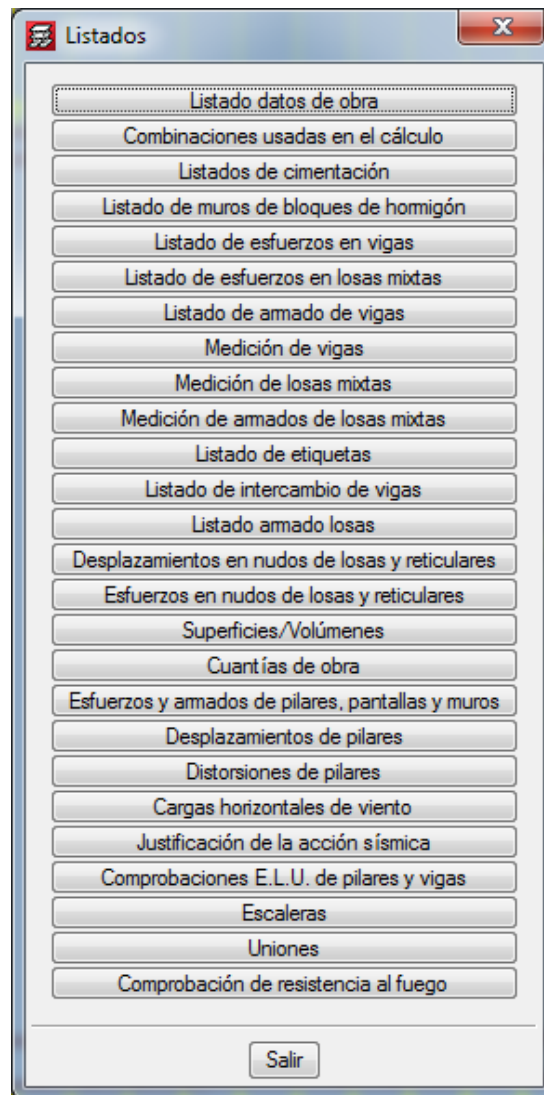 Listados
Listado datos de obra
Combinaciones usadas en el cálculo
Listados de cimentación
Listado de muros de bloques de hormigón
Listado de esfuerzos en vigas
Listado de esfuerzos en losas mixtas
Listado de armado de vigas
Medición de vigas
Medición de losas mixtas
Medición de armados de losas mixtas
Listado de etiquetas
Listado de intercambio de vigas
Listado armado losas
Desplazamientos en nudos de losas y reticulares
Esfuerzos en nudos de losas y reticulares
Superficies/Volúmenes
Cuantías de obra
Esfuerzos y armados de pilares, pantallas y muros
Desplazamientos de pilares
Distorsiones de pilares
Cargas horizontales de viento
Justificación de la acción sísmica
Comprobaciones E.L.U. de pilares y vigas
Escaleras
Uniones
Comprobación de resistencia al fuego
Salir